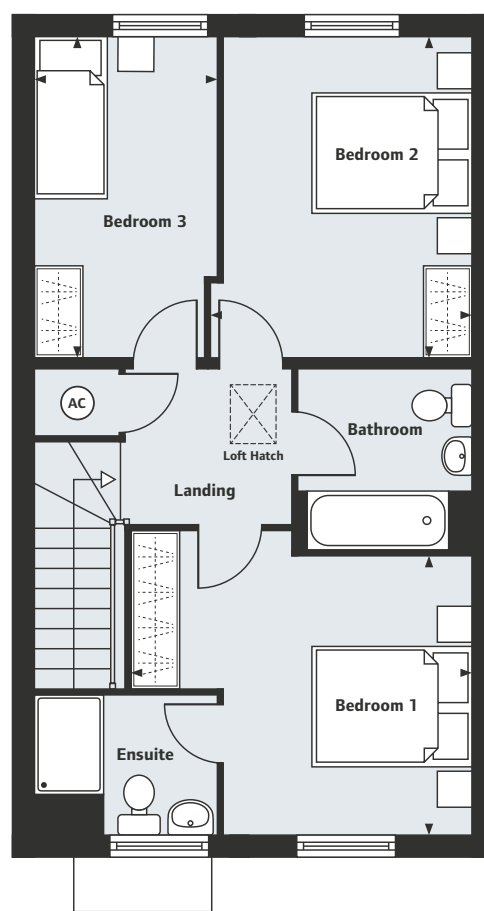 Bedroom 2
Bedroom 3
AC
Bathroom
Loft Hatch
Landing
Bedroom 1
Ensuite